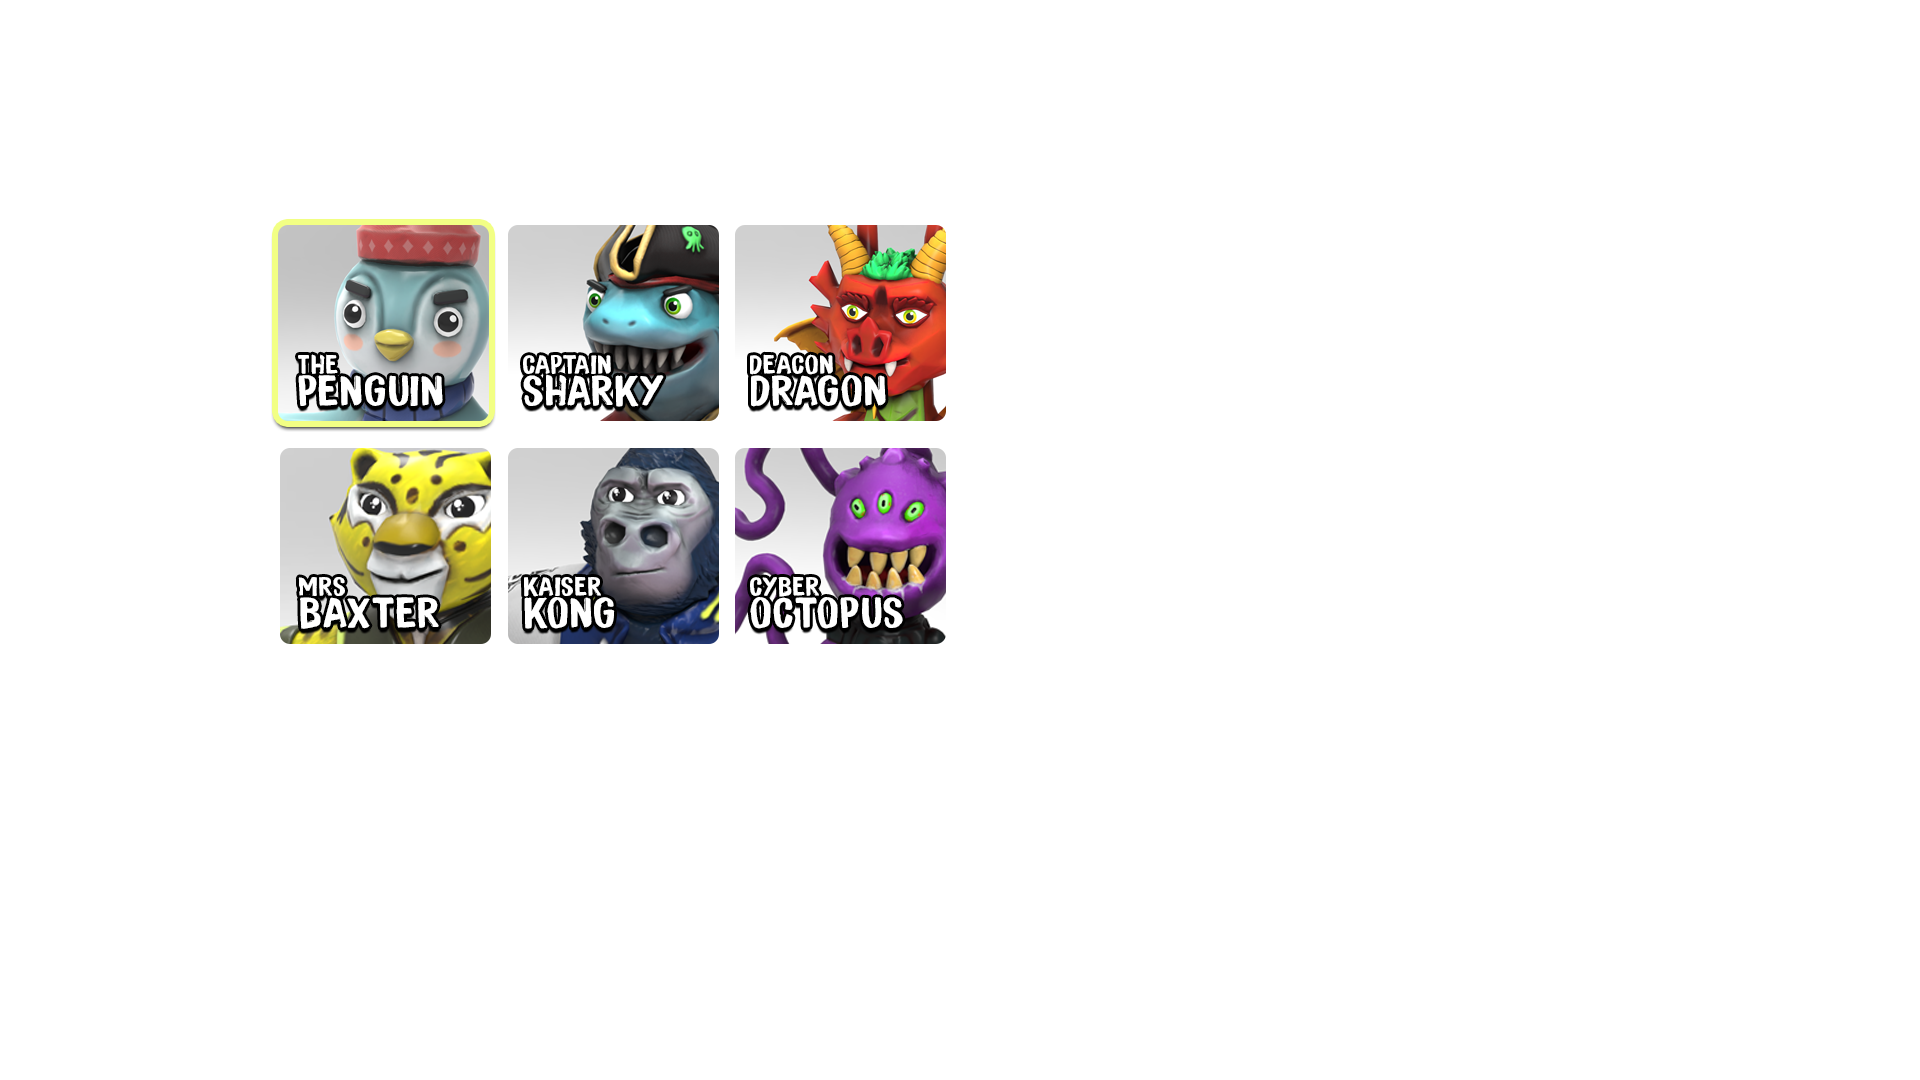 THE
PENGUIN
CAPTAIN
SHARKY
DEACON
DRAGON
MRS
BAXTER
KAISER
KONG
CYBER
OCTOPUS